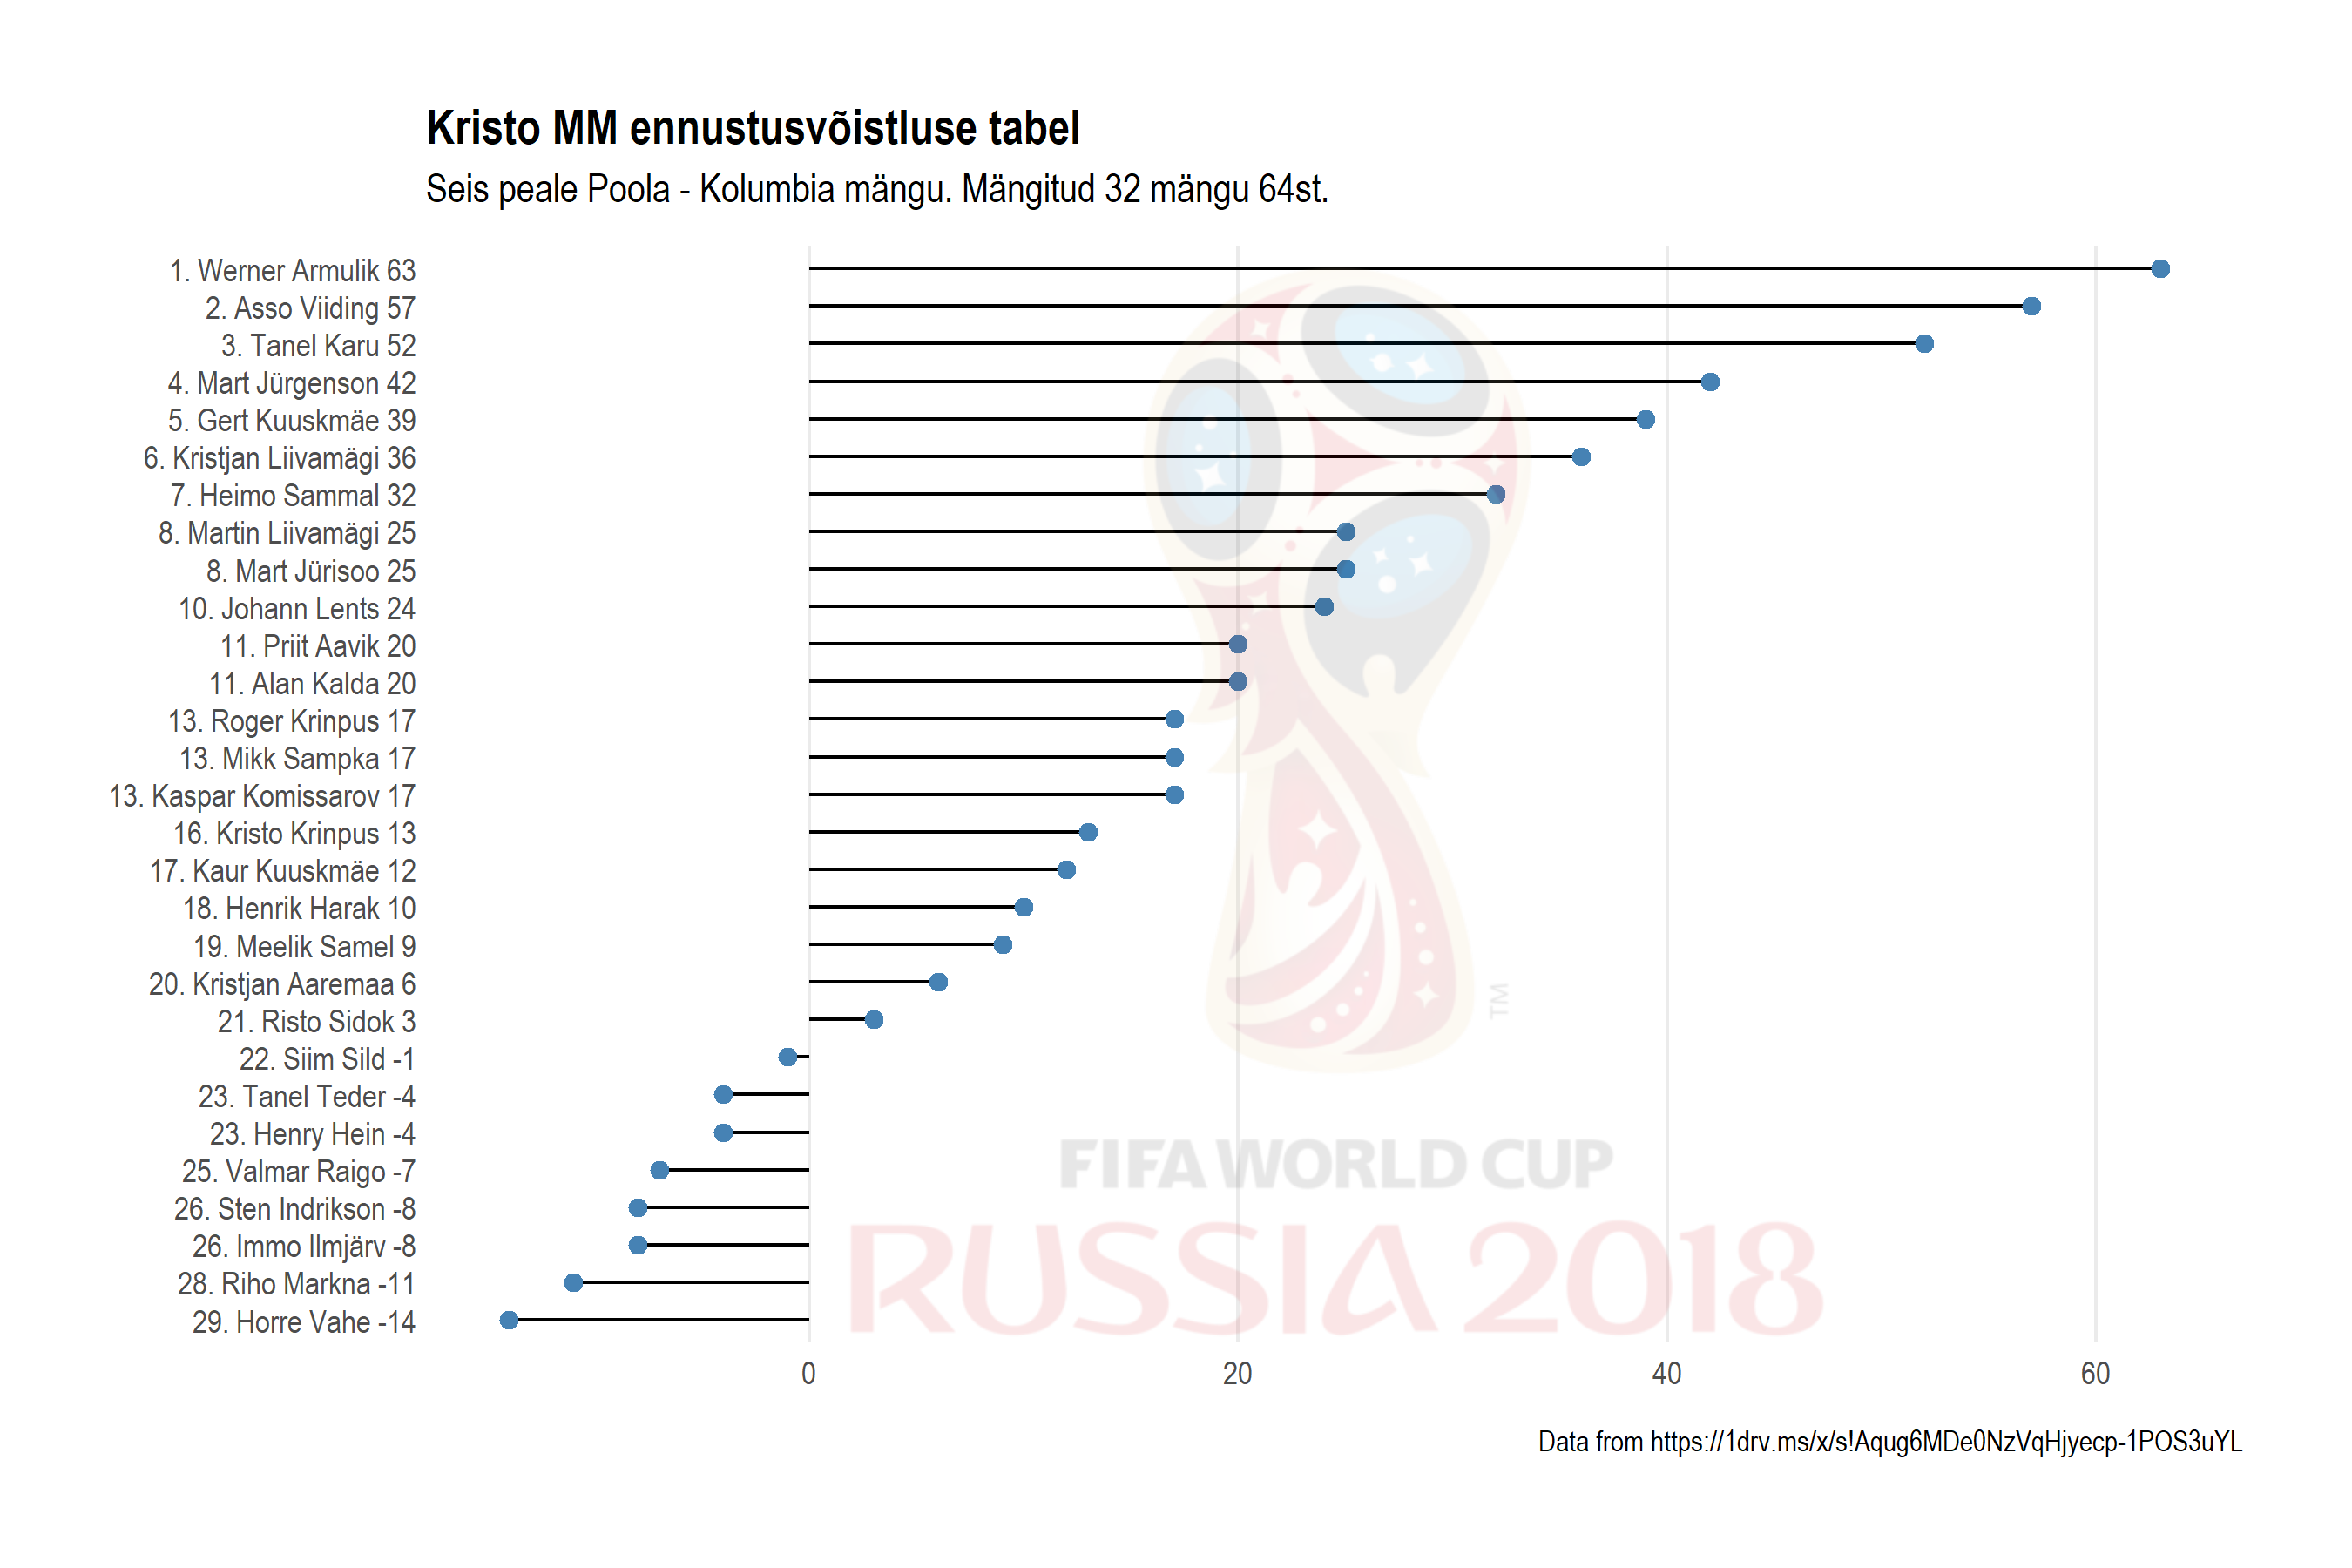 Kristo MM ennustusvõistluse tabel
Seis peale Poola - Kolumbia mängu. Mängitud 32 mängu 64st.
1. Werner Armulik 63
2. Asso Viiding 57
3. Tanel Karu 52
4. Mart Jürgenson 42
5. Gert Kuuskmäe 39
6. Kristjan Liivamägi 36
7. Heimo Sammal 32
8. Martin Liivamägi 25
8. Mart Jürisoo 25
10. Johann Lents 24
11. Priit Aavik 20
11. Alan Kalda 20
13. Roger Krinpus 17
13. Mikk Sampka 17
13. Kaspar Komissarov 17
16. Kristo Krinpus 13
17. Kaur Kuuskmäe 12
18. Henrik Harak 10
19. Meelik Samel 9
20. Kristjan Aaremaa 6
21. Risto Sidok 3
22. Siim Sild -1
23. Tanel Teder -4
23. Henry Hein -4
25. Valmar Raigo -7
26. Sten Indrikson -8
26. Immo Ilmjärv -8
28. Riho Markna -11
29. Horre Vahe -14
TM
FIFA WORLD CUP
RUSSIA 2018
0 20 40 60
Data from https://1drv.ms/x/s!Aqug6MDe0NzVqHjyecp-1POS3uYL